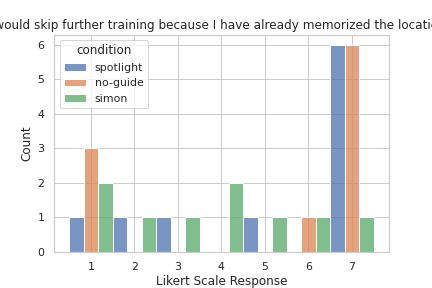 would skip further training because I have already memorized the
6
5
4
3
2
1
0
Count
condition
spotlight
no-guide
simon
1 2 3 4 5 6 7
Likert Scale Response